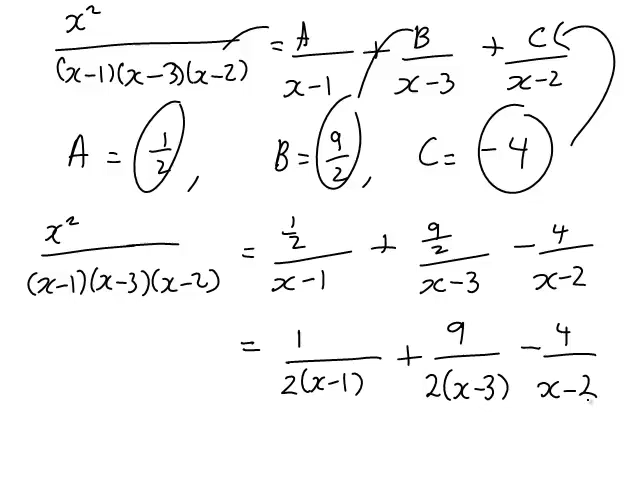 x² / (x-1)(x-3)(x-2) = A / x-1 + B / x-3 + C / x-2
A = 1/2 , B = 9/2 , C = -4
x² / (x-1)(x-3)(x-2) = 1/2 / x-1 + 9/2 / x-3 - 4 / x-2
= 1 / 2(x-1) + 9 / 2(x-3) - 4 / x-2